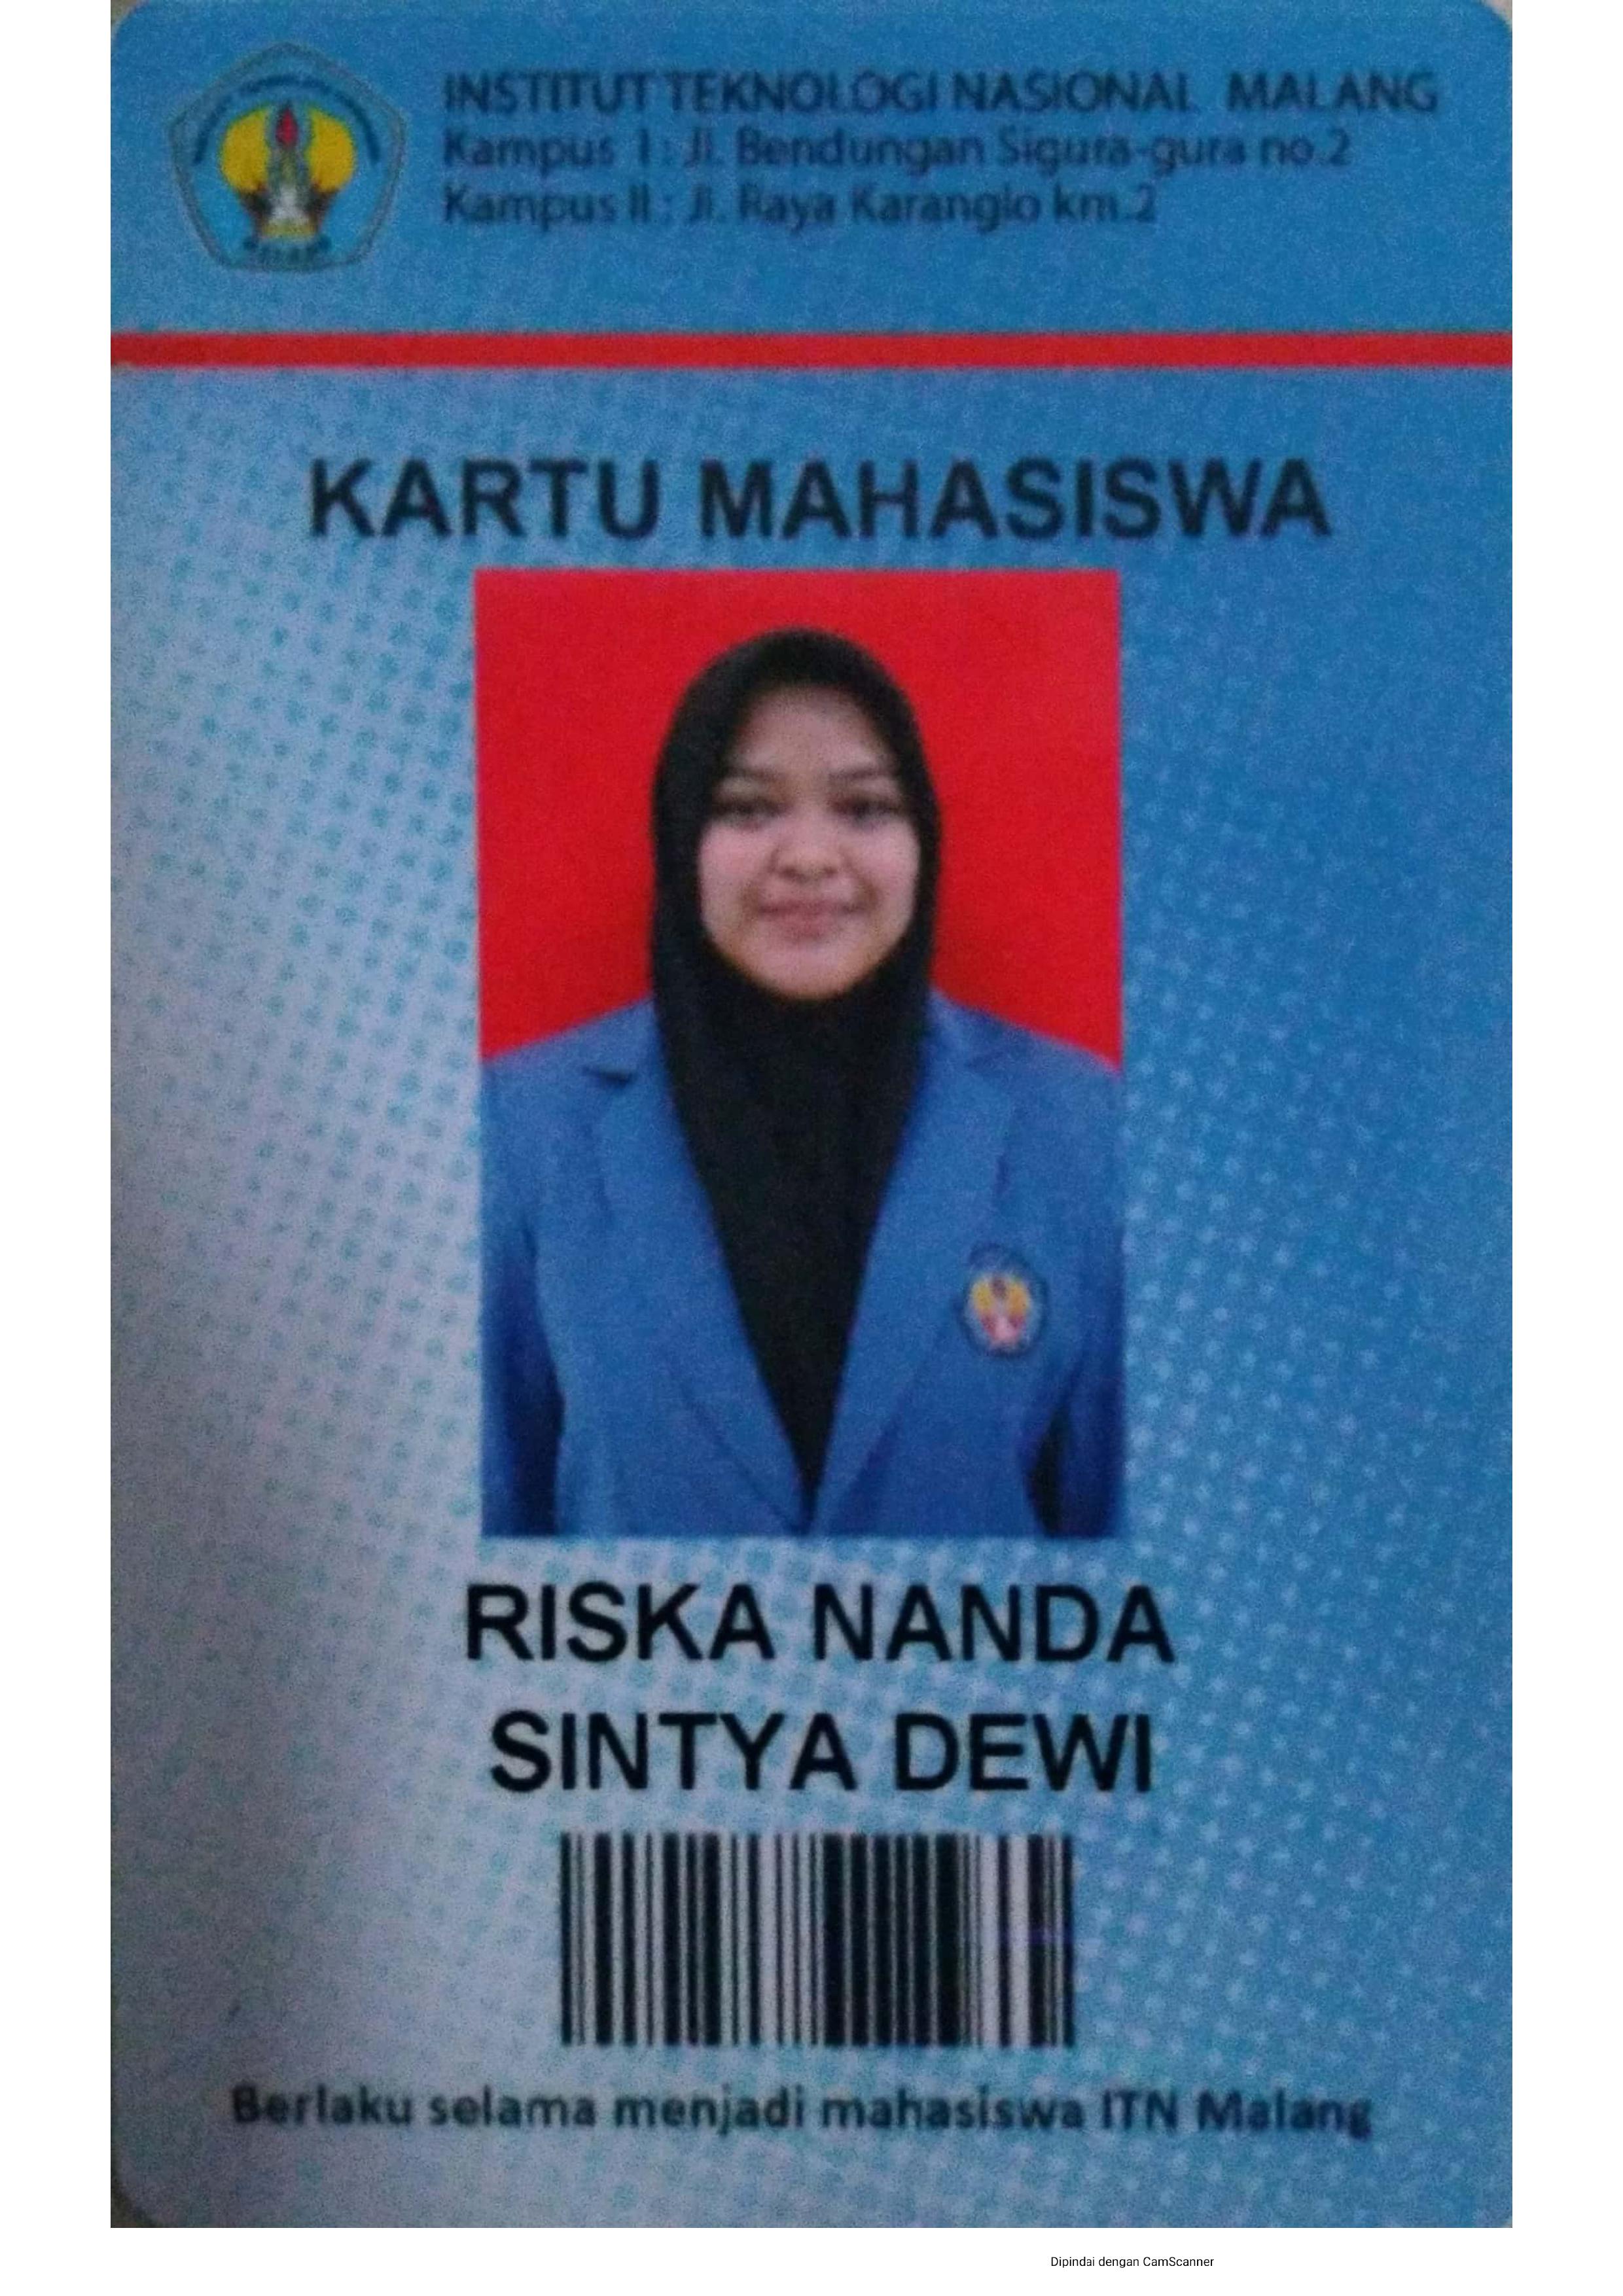 INSTITUT TEKNOLOGI NASIONAL MALANG
Kampus I : Jl. Bendungan Sigura-gura no.2
Kampus II : Jl. Raya Karanglo km.2
KARTU MAHASISWA
RISKA NANDA
SINTYA DEWI
Berlaku selama menjadi mahasiswa ITN Malang
Dipindai dengan CamScanner